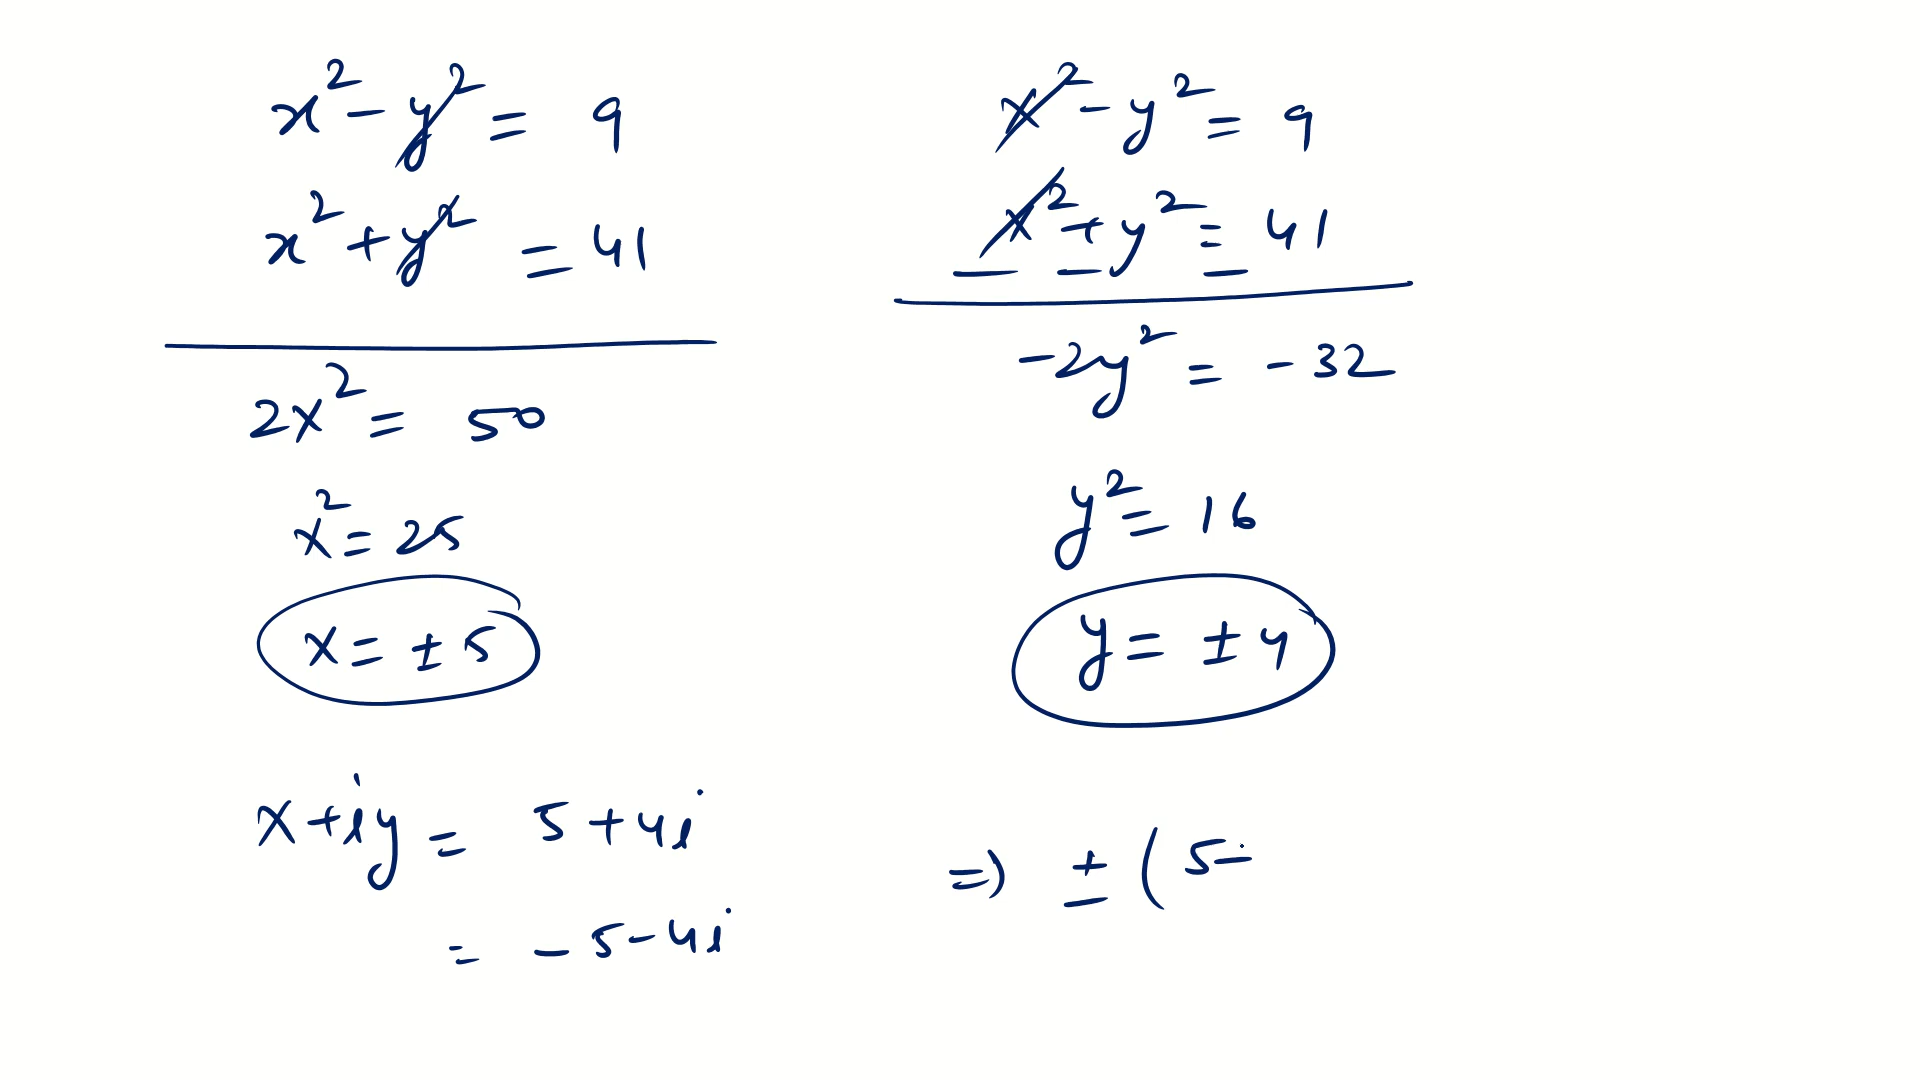 x² - y² = 9
x² + y² = 41
2x² = 50
x² = 25
x = ± 5
x² - y² = 9
x² + y² = 41
- - -
-2y² = -32
y² = 16
y = ± 4
x + iy = 5 + 4i
= - 5 - 4i
=> ± ( 5 -